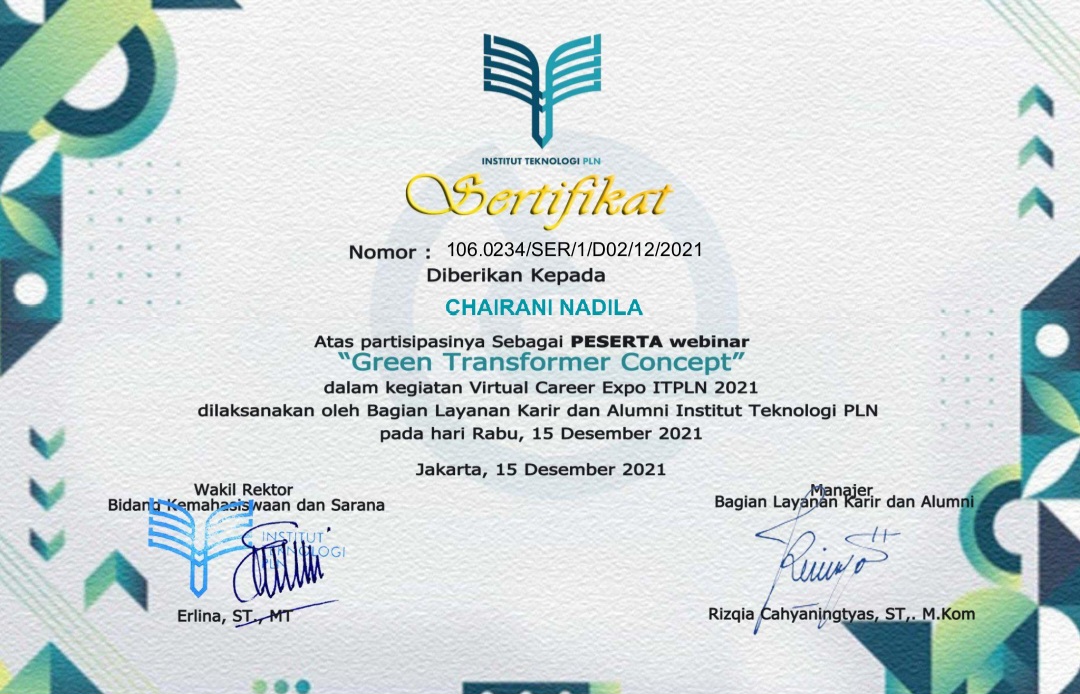 INSTITUT TEKNOLOGI PLN
Sertifikat
Nomor : 106.0234/SER/1/D02/12/2021
Diberikan Kepada
CHAIRANI NADILA
Atas partisipasinya Sebagai PESERTA webinar
“Green Transformer Concept”
dalam kegiatan Virtual Career Expo ITPLN 2021
dilaksanakan oleh Bagian Layanan Karir dan Alumni Institut Teknologi PLN
pada hari Rabu, 15 Desember 2021
Jakarta, 15 Desember 2021
Wakil Rektor
Bidang Kemahasiswaan dan Sarana
INSTITUT
TEKNOLOGI
PLN
Erlina, ST., MT
Manajer
Bagian Layanan Karir dan Alumni
Rizqia Cahyaningtyas, ST,. M.Kom